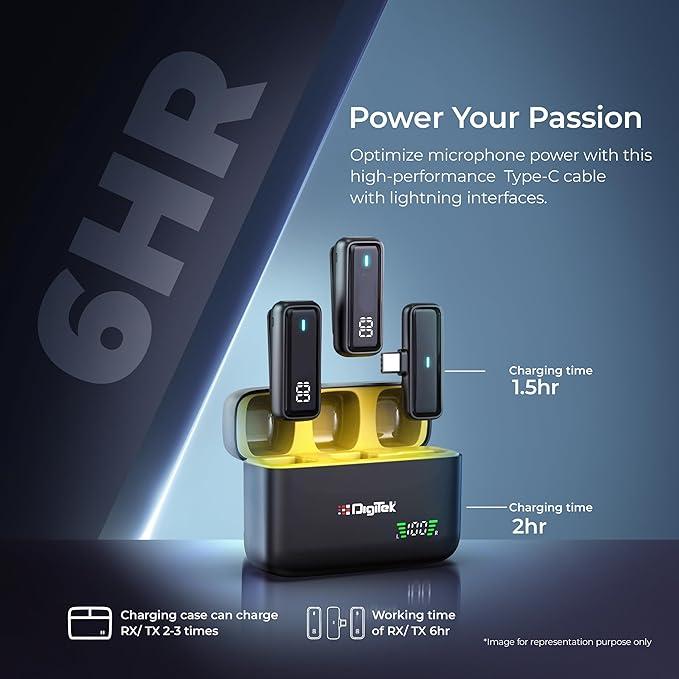 6HR
Power Your Passion
Optimize microphone power with this
high-performance Type-C cable
with lightning interfaces.
Charging time
1.5hr
DigiTek
100
L R
Charging time
2hr
Charging case can charge
RX/ TX 2-3 times
Working time
of RX/ TX 6hr
*Image for representation purpose only